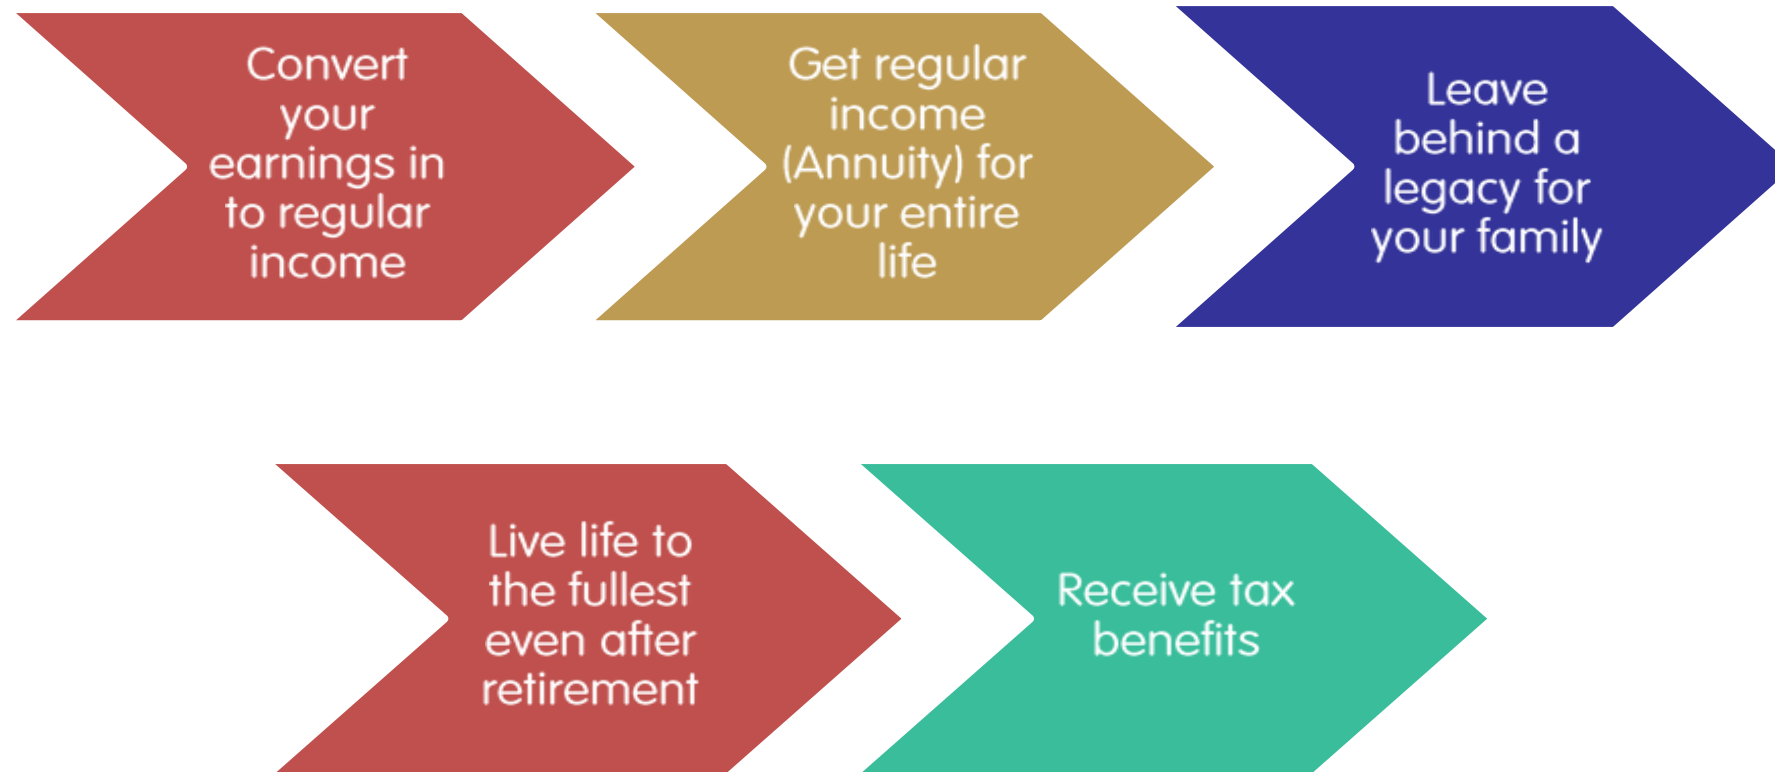 Convert
your
earnings in
to regular
income
Get regular
income
(Annuity) for
your entire
life
Leave
behind a
legacy for
your family
Live life to
the fullest
even after
retirement
Receive tax
benefits